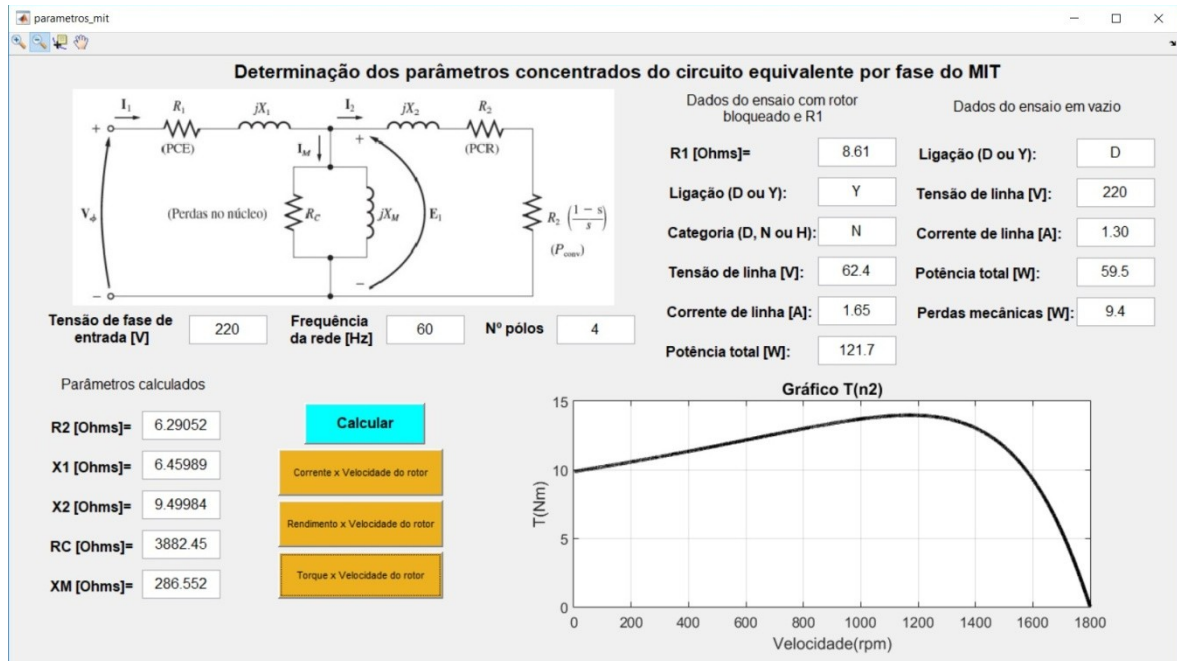 parametros_mit
Determinação dos parâmetros concentrados do circuito equivalente por fase do MIT
I1 R1 jX1 I2 jX2 R2
(PCE) (PCR)
IM
+
+
Vϕ
(Perdas no núcleo)
RC
jXM
E1
R2 (1 − s / s)
(Pconv)
−
−
Tensão de fase de
entrada [V]
220
Frequência
da rede [Hz]
60
Nº pólos
4
Dados do ensaio com rotor
bloqueado e R1
R1 [Ohms]= 8.61
Ligação (D ou Y): Y
Categoria (D, N ou H): N
Tensão de linha [V]: 62.4
Corrente de linha [A]: 1.65
Potência total [W]: 121.7
Dados do ensaio em vazio
Ligação (D ou Y): D
Tensão de linha [V]: 220
Corrente de linha [A]: 1.30
Potência total [W]: 59.5
Perdas mecânicas [W]: 9.4
Parâmetros calculados
R2 [Ohms]= 6.29052
X1 [Ohms]= 6.45989
X2 [Ohms]= 9.49984
RC [Ohms]= 3882.45
XM [Ohms]= 286.552
Calcular
Corrente x Velocidade do rotor
Rendimento x Velocidade do rotor
Torque x Velocidade do rotor
Gráfico T(n2)
T(Nm)
15
10
5
0
0 200 400 600 800 1000 1200 1400 1600 1800
Velocidade(rpm)